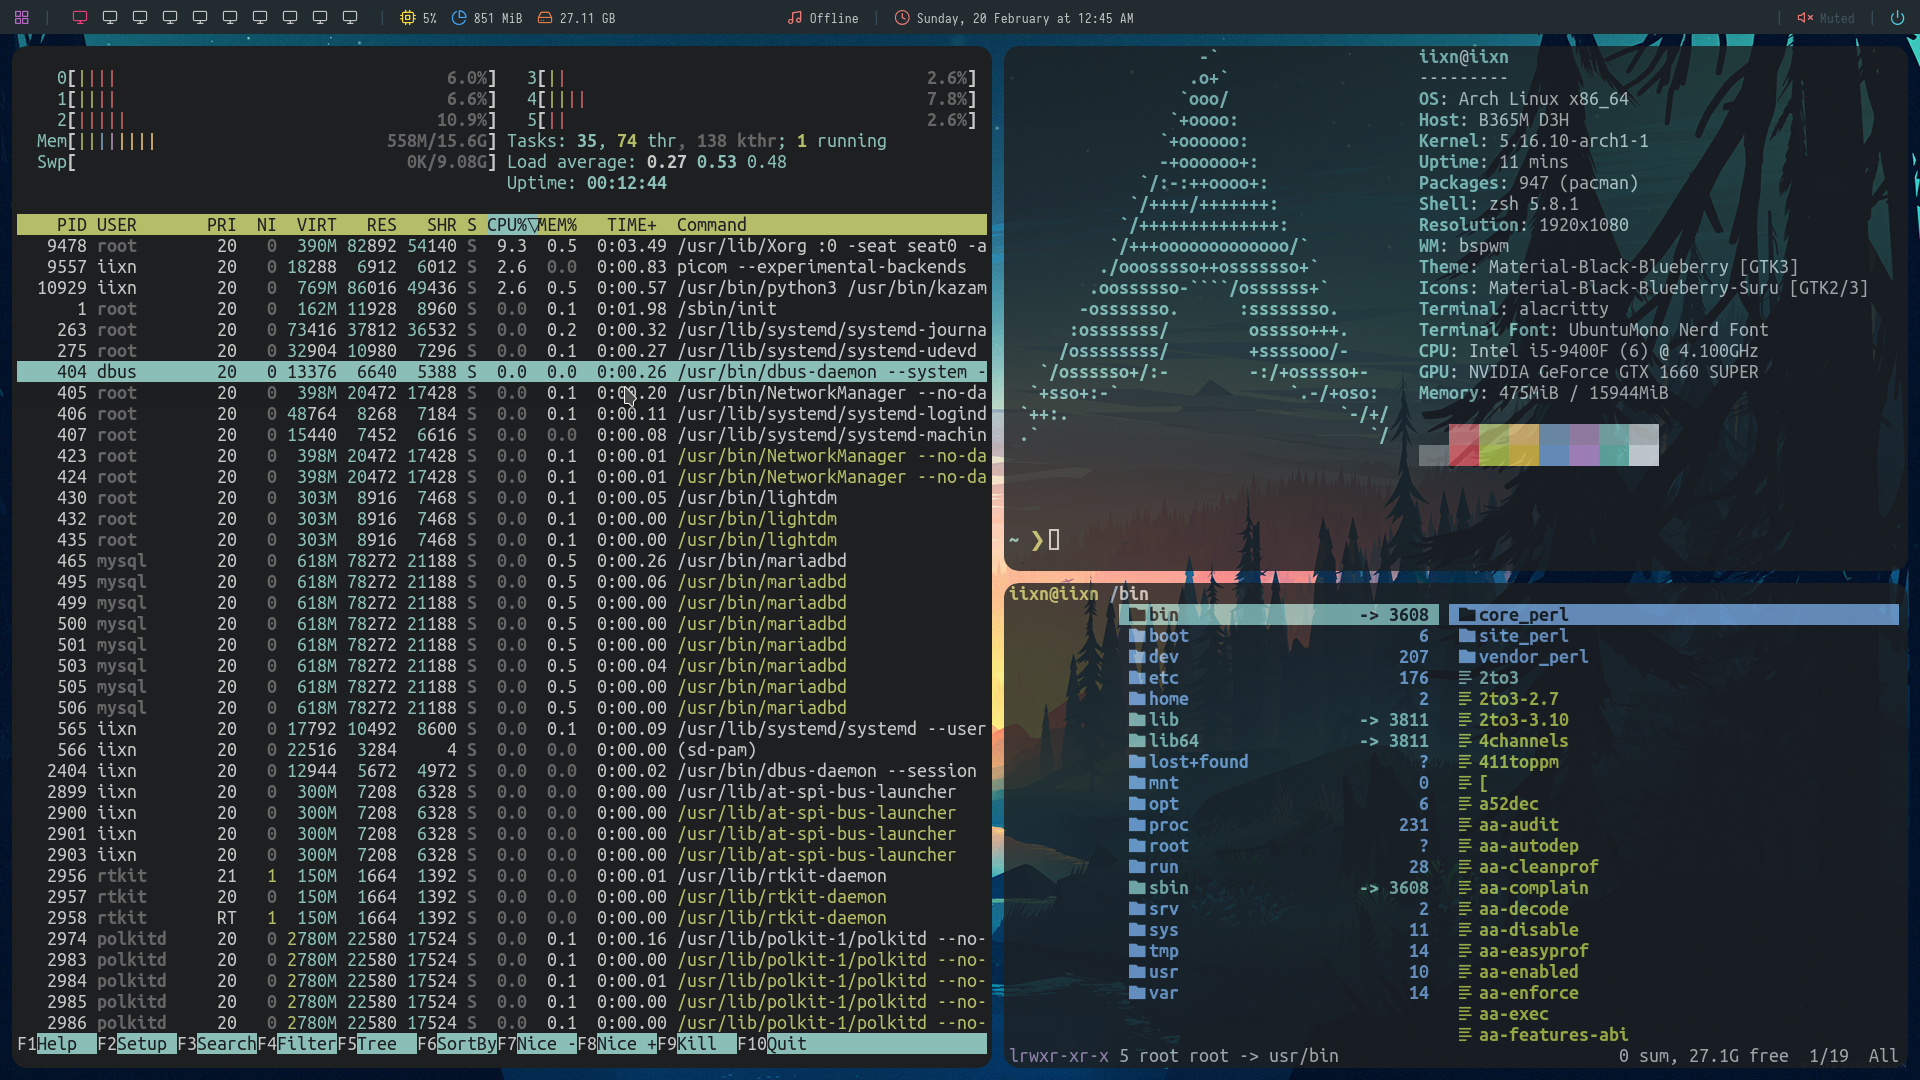 5% 851 MiB 27.11 GB Offline Sunday, 20 February at 12:45 AM Muted
0[|||| 6.0%] 3[|| 2.6%]
1[|||| 6.6%] 4[|||| 7.8%]
2[||||| 10.9%] 5[|| 2.6%]
Mem[|||||||| 558M/15.6G] Tasks: 35, 74 thr, 138 kthr; 1 running
Swp[ 0K/9.08G] Load average: 0.27 0.53 0.48
Uptime: 00:12:44
PID USER PRI NI VIRT RES SHR S CPU%▽MEM% TIME+ Command
9478 root 20 0 390M 82892 54140 S 9.3 0.5 0:03.49 /usr/lib/Xorg :0 -seat seat0 -a
9557 iixn 20 0 18288 6912 6012 S 2.6 0.0 0:00.83 picom --experimental-backends
10929 iixn 20 0 769M 86016 49436 S 2.6 0.5 0:00.57 /usr/bin/python3 /usr/bin/kazam
1 root 20 0 162M 11928 8960 S 0.0 0.1 0:01.98 /sbin/init
263 root 20 0 73416 37812 36532 S 0.0 0.2 0:00.32 /usr/lib/systemd/systemd-journa
275 root 20 0 32904 10980 7296 S 0.0 0.1 0:00.27 /usr/lib/systemd/systemd-udevd
404 dbus 20 0 13376 6640 5388 S 0.0 0.0 0:00.26 /usr/bin/dbus-daemon --system -
405 root 20 0 398M 20472 17428 S 0.0 0.1 /usr/bin/NetworkManager --no-da
406 root 20 0 48764 8268 7184 S 0.0 0.1 0:00.11 /usr/lib/systemd/systemd-logind
407 root 20 0 15440 7452 6616 S 0.0 0.0 0:00.08 /usr/lib/systemd/systemd-machin
423 root 20 0 398M 20472 17428 S 0.0 0.1 0:00.01 /usr/bin/NetworkManager --no-da
424 root 20 0 398M 20472 17428 S 0.0 0.1 0:00.01 /usr/bin/NetworkManager --no-da
430 root 20 0 303M 8916 7468 S 0.0 0.1 0:00.05 /usr/bin/lightdm
432 root 20 0 303M 8916 7468 S 0.0 0.1 0:00.00 /usr/bin/lightdm
435 root 20 0 303M 8916 7468 S 0.0 0.1 0:00.00 /usr/bin/lightdm
465 mysql 20 0 618M 78272 21188 S 0.0 0.5 0:00.26 /usr/bin/mariadbd
495 mysql 20 0 618M 78272 21188 S 0.0 0.5 0:00.06 /usr/bin/mariadbd
499 mysql 20 0 618M 78272 21188 S 0.0 0.5 0:00.00 /usr/bin/mariadbd
500 mysql 20 0 618M 78272 21188 S 0.0 0.5 0:00.00 /usr/bin/mariadbd
501 mysql 20 0 618M 78272 21188 S 0.0 0.5 0:00.00 /usr/bin/mariadbd
503 mysql 20 0 618M 78272 21188 S 0.0 0.5 0:00.04 /usr/bin/mariadbd
505 mysql 20 0 618M 78272 21188 S 0.0 0.5 0:00.00 /usr/bin/mariadbd
506 mysql 20 0 618M 78272 21188 S 0.0 0.5 0:00.00 /usr/bin/mariadbd
565 iixn 20 0 17792 10492 8600 S 0.0 0.1 0:00.09 /usr/lib/systemd/systemd --user
566 iixn 20 0 22516 3284 4 S 0.0 0.0 0:00.00 (sd-pam)
2404 iixn 20 0 12944 5672 4972 S 0.0 0.0 0:00.02 /usr/bin/dbus-daemon --session
2899 iixn 20 0 300M 7208 6328 S 0.0 0.0 0:00.00 /usr/lib/at-spi-bus-launcher
2900 iixn 20 0 300M 7208 6328 S 0.0 0.0 0:00.00 /usr/lib/at-spi-bus-launcher
2901 iixn 20 0 300M 7208 6328 S 0.0 0.0 0:00.00 /usr/lib/at-spi-bus-launcher
2903 iixn 20 0 300M 7208 6328 S 0.0 0.0 0:00.00 /usr/lib/at-spi-bus-launcher
2956 rtkit 21 1 150M 1664 1392 S 0.0 0.0 0:00.01 /usr/lib/rtkit-daemon
2957 rtkit 20 0 150M 1664 1392 S 0.0 0.0 0:00.00 /usr/lib/rtkit-daemon
2958 rtkit RT 1 150M 1664 1392 S 0.0 0.0 0:00.00 /usr/lib/rtkit-daemon
2974 polkitd 20 0 2780M 22580 17524 S 0.0 0.1 0:00.16 /usr/lib/polkit-1/polkitd --no-
2983 polkitd 20 0 2780M 22580 17524 S 0.0 0.1 0:00.00 /usr/lib/polkit-1/polkitd --no-
2984 polkitd 20 0 2780M 22580 17524 S 0.0 0.1 0:00.01 /usr/lib/polkit-1/polkitd --no-
2985 polkitd 20 0 2780M 22580 17524 S 0.0 0.1 0:00.00 /usr/lib/polkit-1/polkitd --no-
2986 polkitd 20 0 2780M 22580 17524 S 0.0 0.1 0:00.00 /usr/lib/polkit-1/polkitd --no-
F1Help F2Setup F3SearchF4FilterF5Tree F6SortByF7Nice -F8Nice +F9Kill F10Quit
-` iixn@iixn
.o+` ---------
`ooo/ OS: Arch Linux x86_64
`+oooo: Host: B365M D3H
`+oooooo: Kernel: 5.16.10-arch1-1
-+oooooo+: Uptime: 11 mins
`/:-:++oooo+: Packages: 947 (pacman)
`/++++/+++++++: Shell: zsh 5.8.1
`/++++++++++++++: Resolution: 1920x1080
`/+++ooooooooooooo/` WM: bspwm
./ooosssso++osssssso+` Theme: Material-Black-Blueberry [GTK3]
.oossssso-````/ossssss+` Icons: Material-Black-Blueberry-Suru [GTK2/3]
-osssssso. :ssssssso. Terminal: alacritty
:osssssss/ osssso+++. Terminal Font: UbuntuMono Nerd Font
/ossssssss/ +ssssooo/- CPU: Intel i5-9400F (6) @ 4.100GHz
`/ossssso+/:- -:/+osssso+- GPU: NVIDIA GeForce GTX 1660 SUPER
`+sso+:-` `.-/+oso: Memory: 475MiB / 15944MiB
`++:. `-/+/
.` `/
~ ❯
iixn@iixn /bin
bin -> 3608 core_perl
boot 6 site_perl
dev 207 vendor_perl
etc 176 2to3
home 2 2to3-2.7
lib -> 3811 2to3-3.10
lib64 -> 3811 4channels
lost+found ? 411toppm
mnt 0 [
opt 6 a52dec
proc 231 aa-audit
root ? aa-autodep
run 28 aa-cleanprof
sbin -> 3608 aa-complain
srv 2 aa-decode
sys 11 aa-disable
tmp 14 aa-easyprof
usr 10 aa-enabled
var 14 aa-enforce
aa-exec
aa-features-abi
lrwxr-xr-x 5 root root -> usr/bin 0 sum, 27.1G free 1/19 All